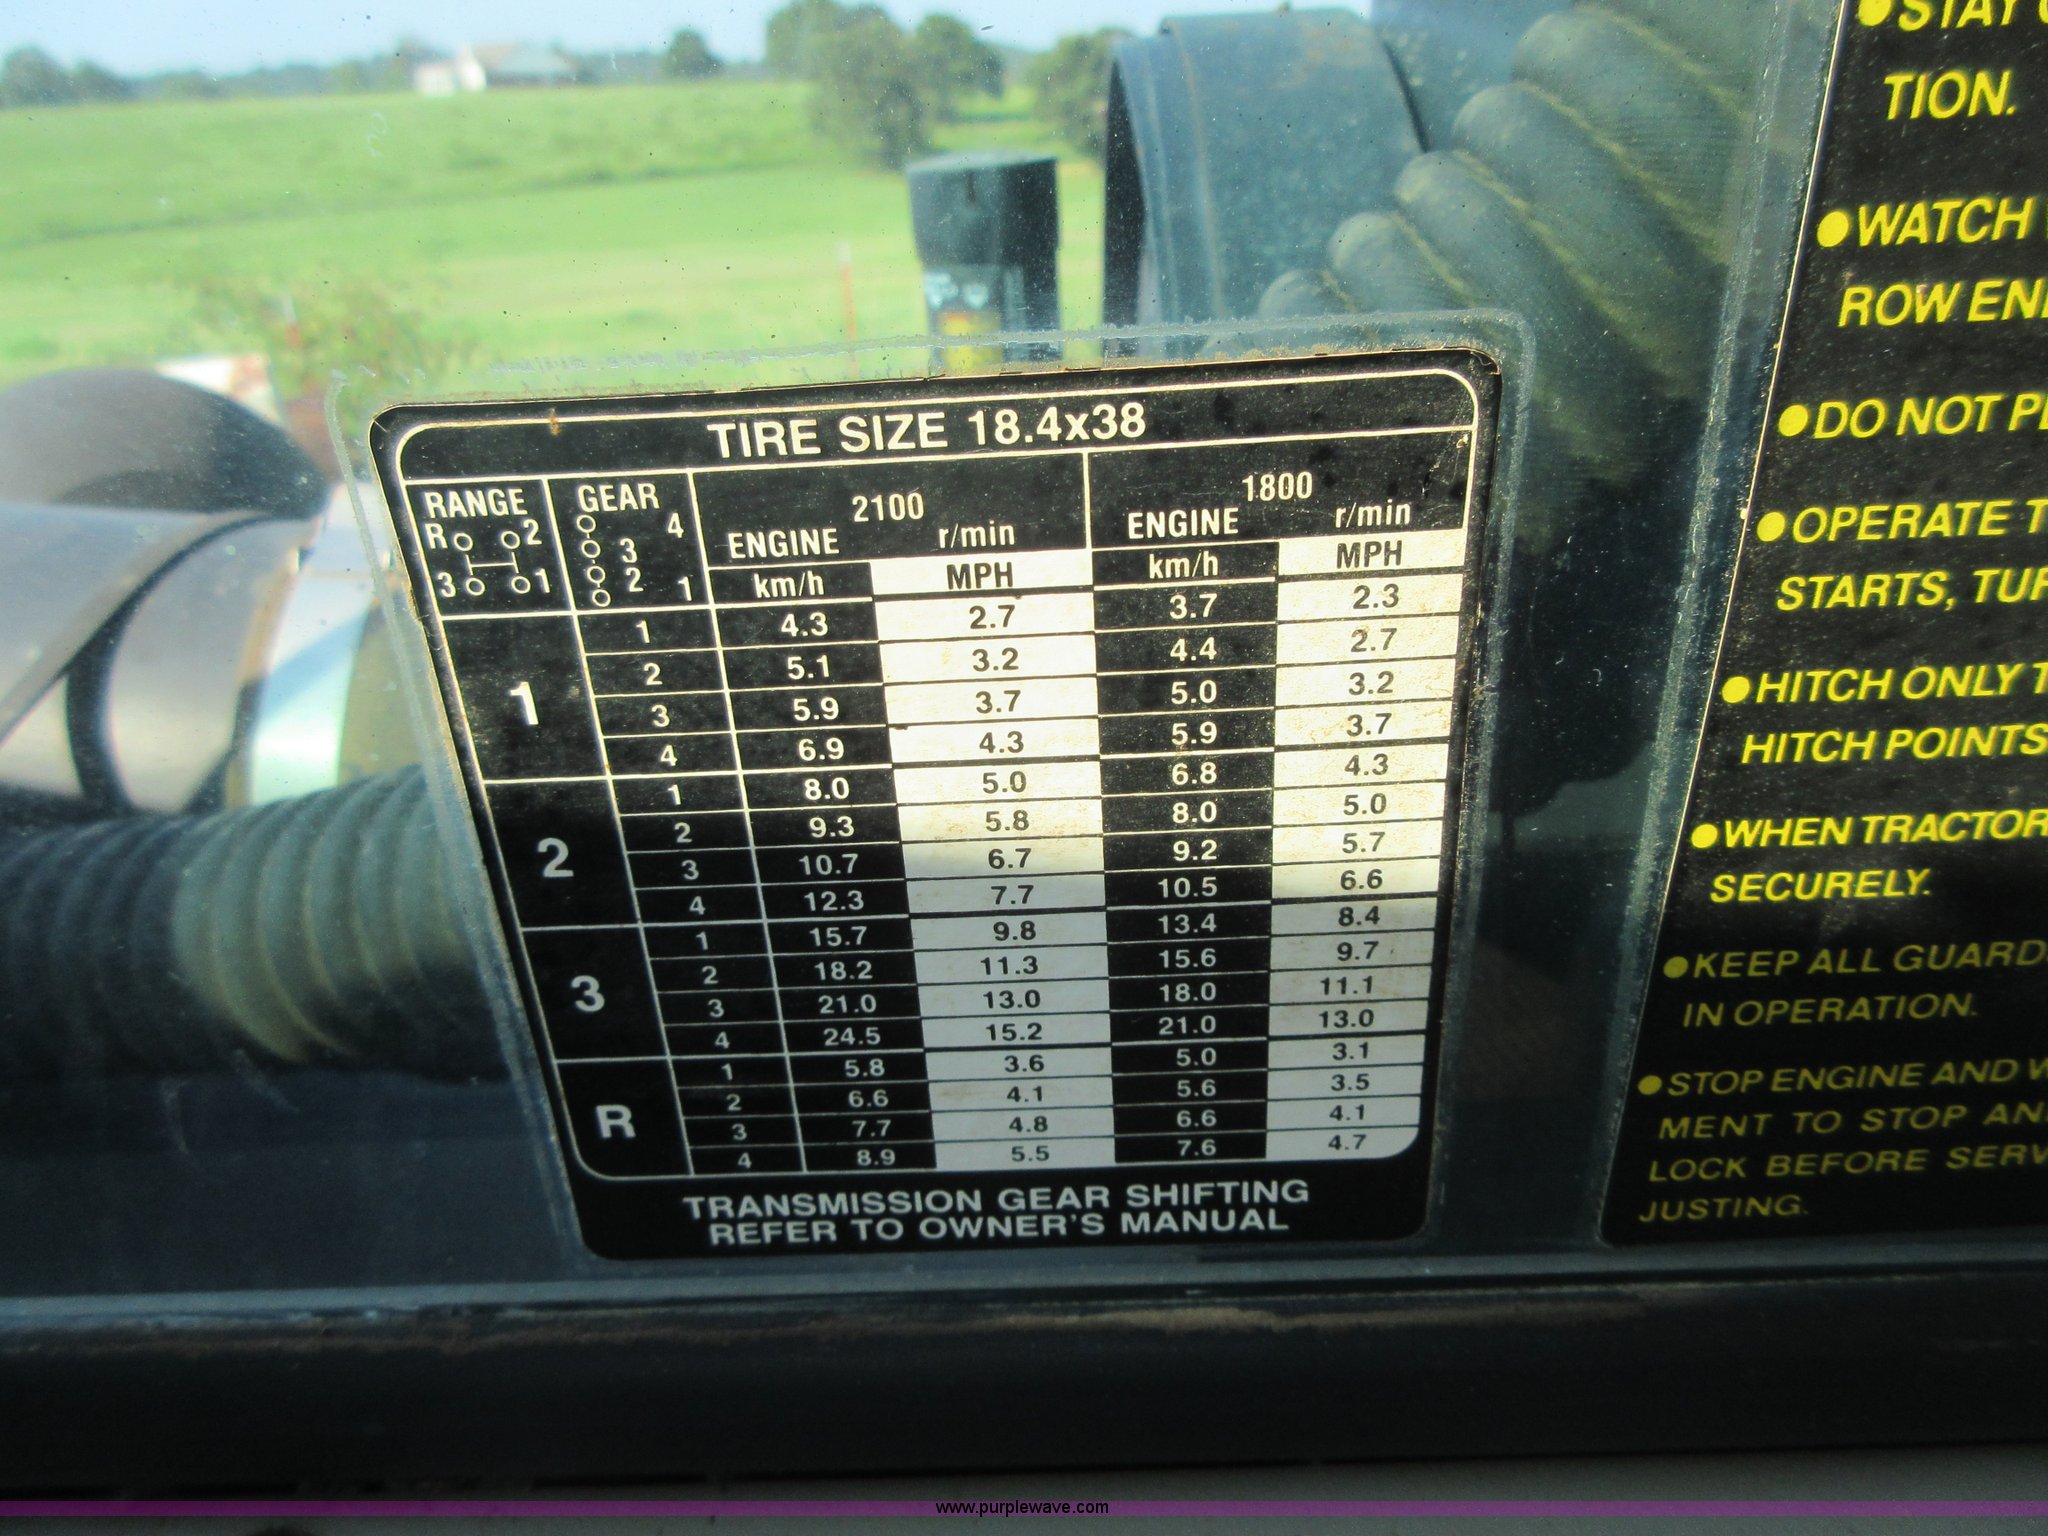 TIRE SIZE 18.4x38
RANGE GEAR 2100 1800
R 2 4 ENGINE r/min ENGINE r/min
3 1 3 2 1 km/h MPH km/h MPH
1 1 4.3 2.7 3.7 2.3
2 5.1 3.2 4.4 2.7
3 5.9 3.7 5.0 3.2
4 6.9 4.3 5.9 3.7
2 1 8.0 5.0 6.8 4.3
2 9.3 5.8 8.0 5.0
3 10.7 6.7 9.2 5.7
4 12.3 7.7 10.5 6.6
3 1 15.7 9.8 13.4 8.4
2 18.2 11.3 15.6 9.7
3 21.0 13.0 18.0 11.1
4 24.5 15.2 21.0 13.0
R 1 5.8 3.6 5.0 3.1
2 6.6 4.1 5.6 3.5
3 7.7 4.8 6.6 4.1
4 8.9 5.5 7.6 4.7
TRANSMISSION GEAR SHIFTING
REFER TO OWNER'S MANUAL
●STAY
TION.
●WATCH
ROW
●DO NOT
●OPERATE
STARTS,
●HITCH ONLY
HITCH POINTS
●WHEN TRACTOR
SECURELY.
●KEEP ALL GUARDS
IN OPERATION.
●STOP ENGINE AND
MENT TO STOP
LOCK BEFORE
JUSTING.
www.purplewave.com